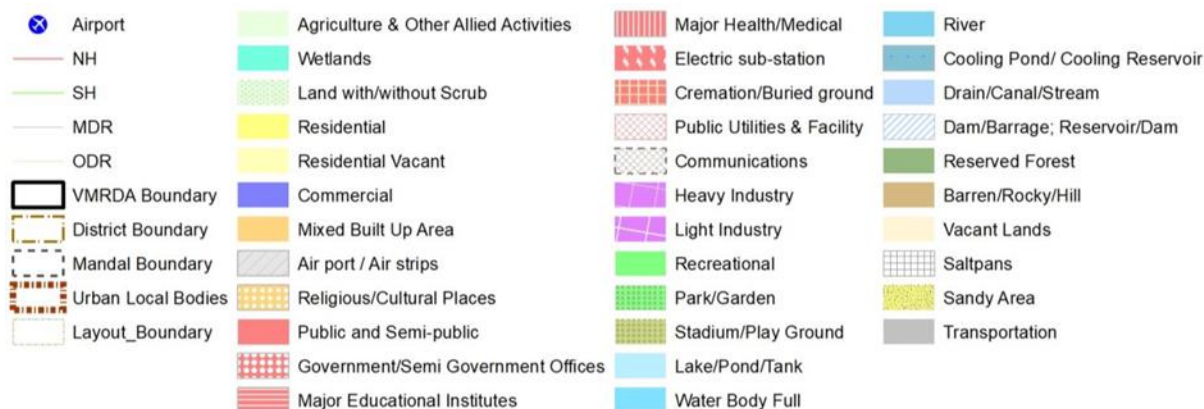 Airport
NH
SH
MDR
ODR
VMRDA Boundary
District Boundary
Mandal Boundary
Urban Local Bodies
Layout_Boundary
Agriculture & Other Allied Activities
Wetlands
Land with/without Scrub
Residential
Residential Vacant
Commercial
Mixed Built Up Area
Air port / Air strips
Religious/Cultural Places
Public and Semi-public
Government/Semi Government Offices
Major Educational Institutes
Major Health/Medical
Electric sub-station
Cremation/Buried ground
Public Utilities & Facility
Communications
Heavy Industry
Light Industry
Recreational
Park/Garden
Stadium/Play Ground
Lake/Pond/Tank
Water Body Full
River
Cooling Pond/ Cooling Reservoir
Drain/Canal/Stream
Dam/Barrage; Reservoir/Dam
Reserved Forest
Barren/Rocky/Hill
Vacant Lands
Saltpans
Sandy Area
Transportation